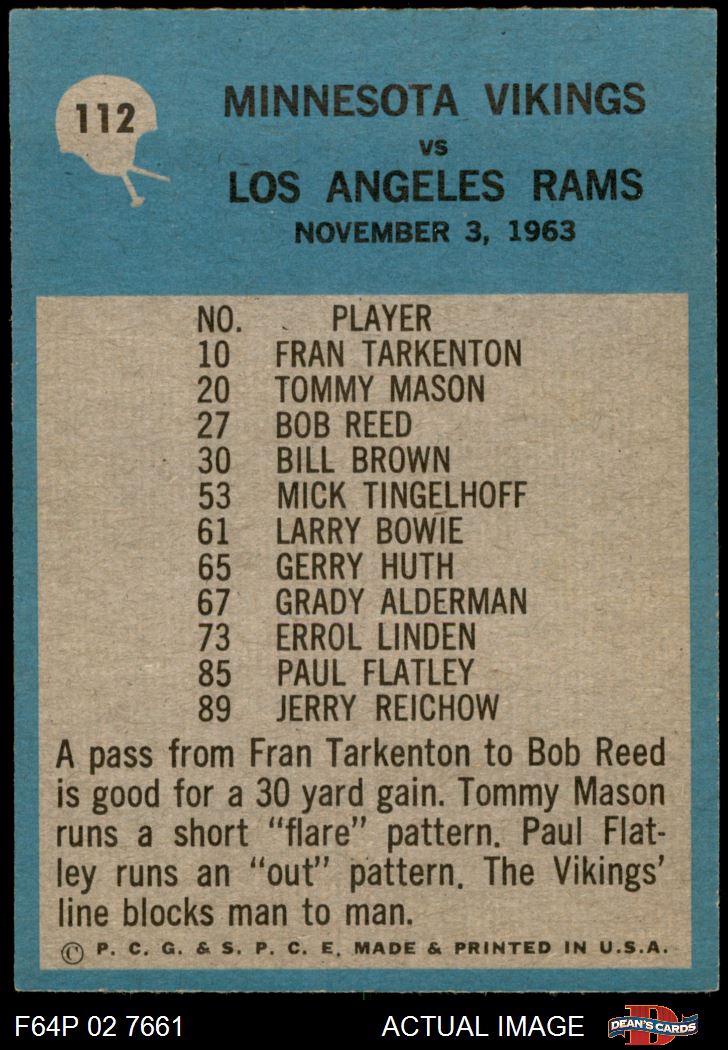 112
MINNESOTA VIKINGS
VS
LOS ANGELES RAMS
NOVEMBER 3, 1963
NO. PLAYER
10 FRAN TARKENTON
20 TOMMY MASON
27 BOB REED
30 BILL BROWN
53 MICK TINGELHOFF
61 LARRY BOWIE
65 GERRY HUTH
67 GRADY ALDERMAN
73 ERROL LINDEN
85 PAUL FLATLEY
89 JERRY REICHOW
A pass from Fran Tarkenton to Bob Reed
is good for a 30 yard gain. Tommy Mason
runs a short “flare” pattern. Paul Flat-
ley runs an “out” pattern. The Vikings’
line blocks man to man.
© P. C. G. & S. P. C. E. MADE & PRINTED IN U.S.A.
F64P 02 7661 ACTUAL IMAGE D DEAN'S CARDS